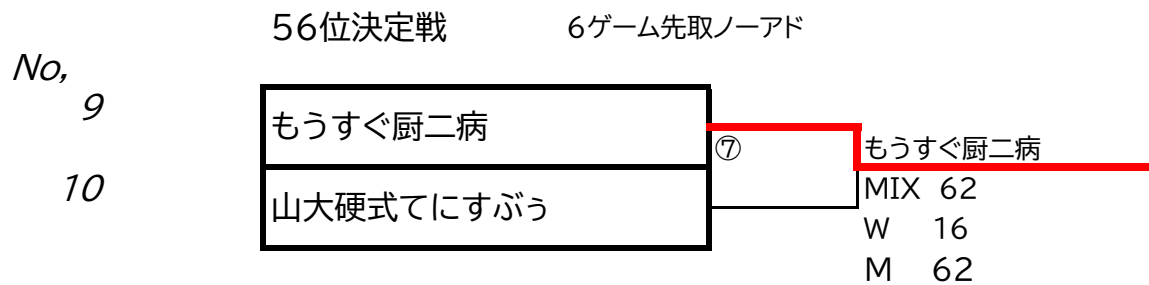 56位決定戦 6ゲーム先取ノーアド
No,
9
もうすぐ厨二病
⑦
もうすぐ厨二病
10
山大硬式てにすぶぅ
MIX 62
W 16
M 62